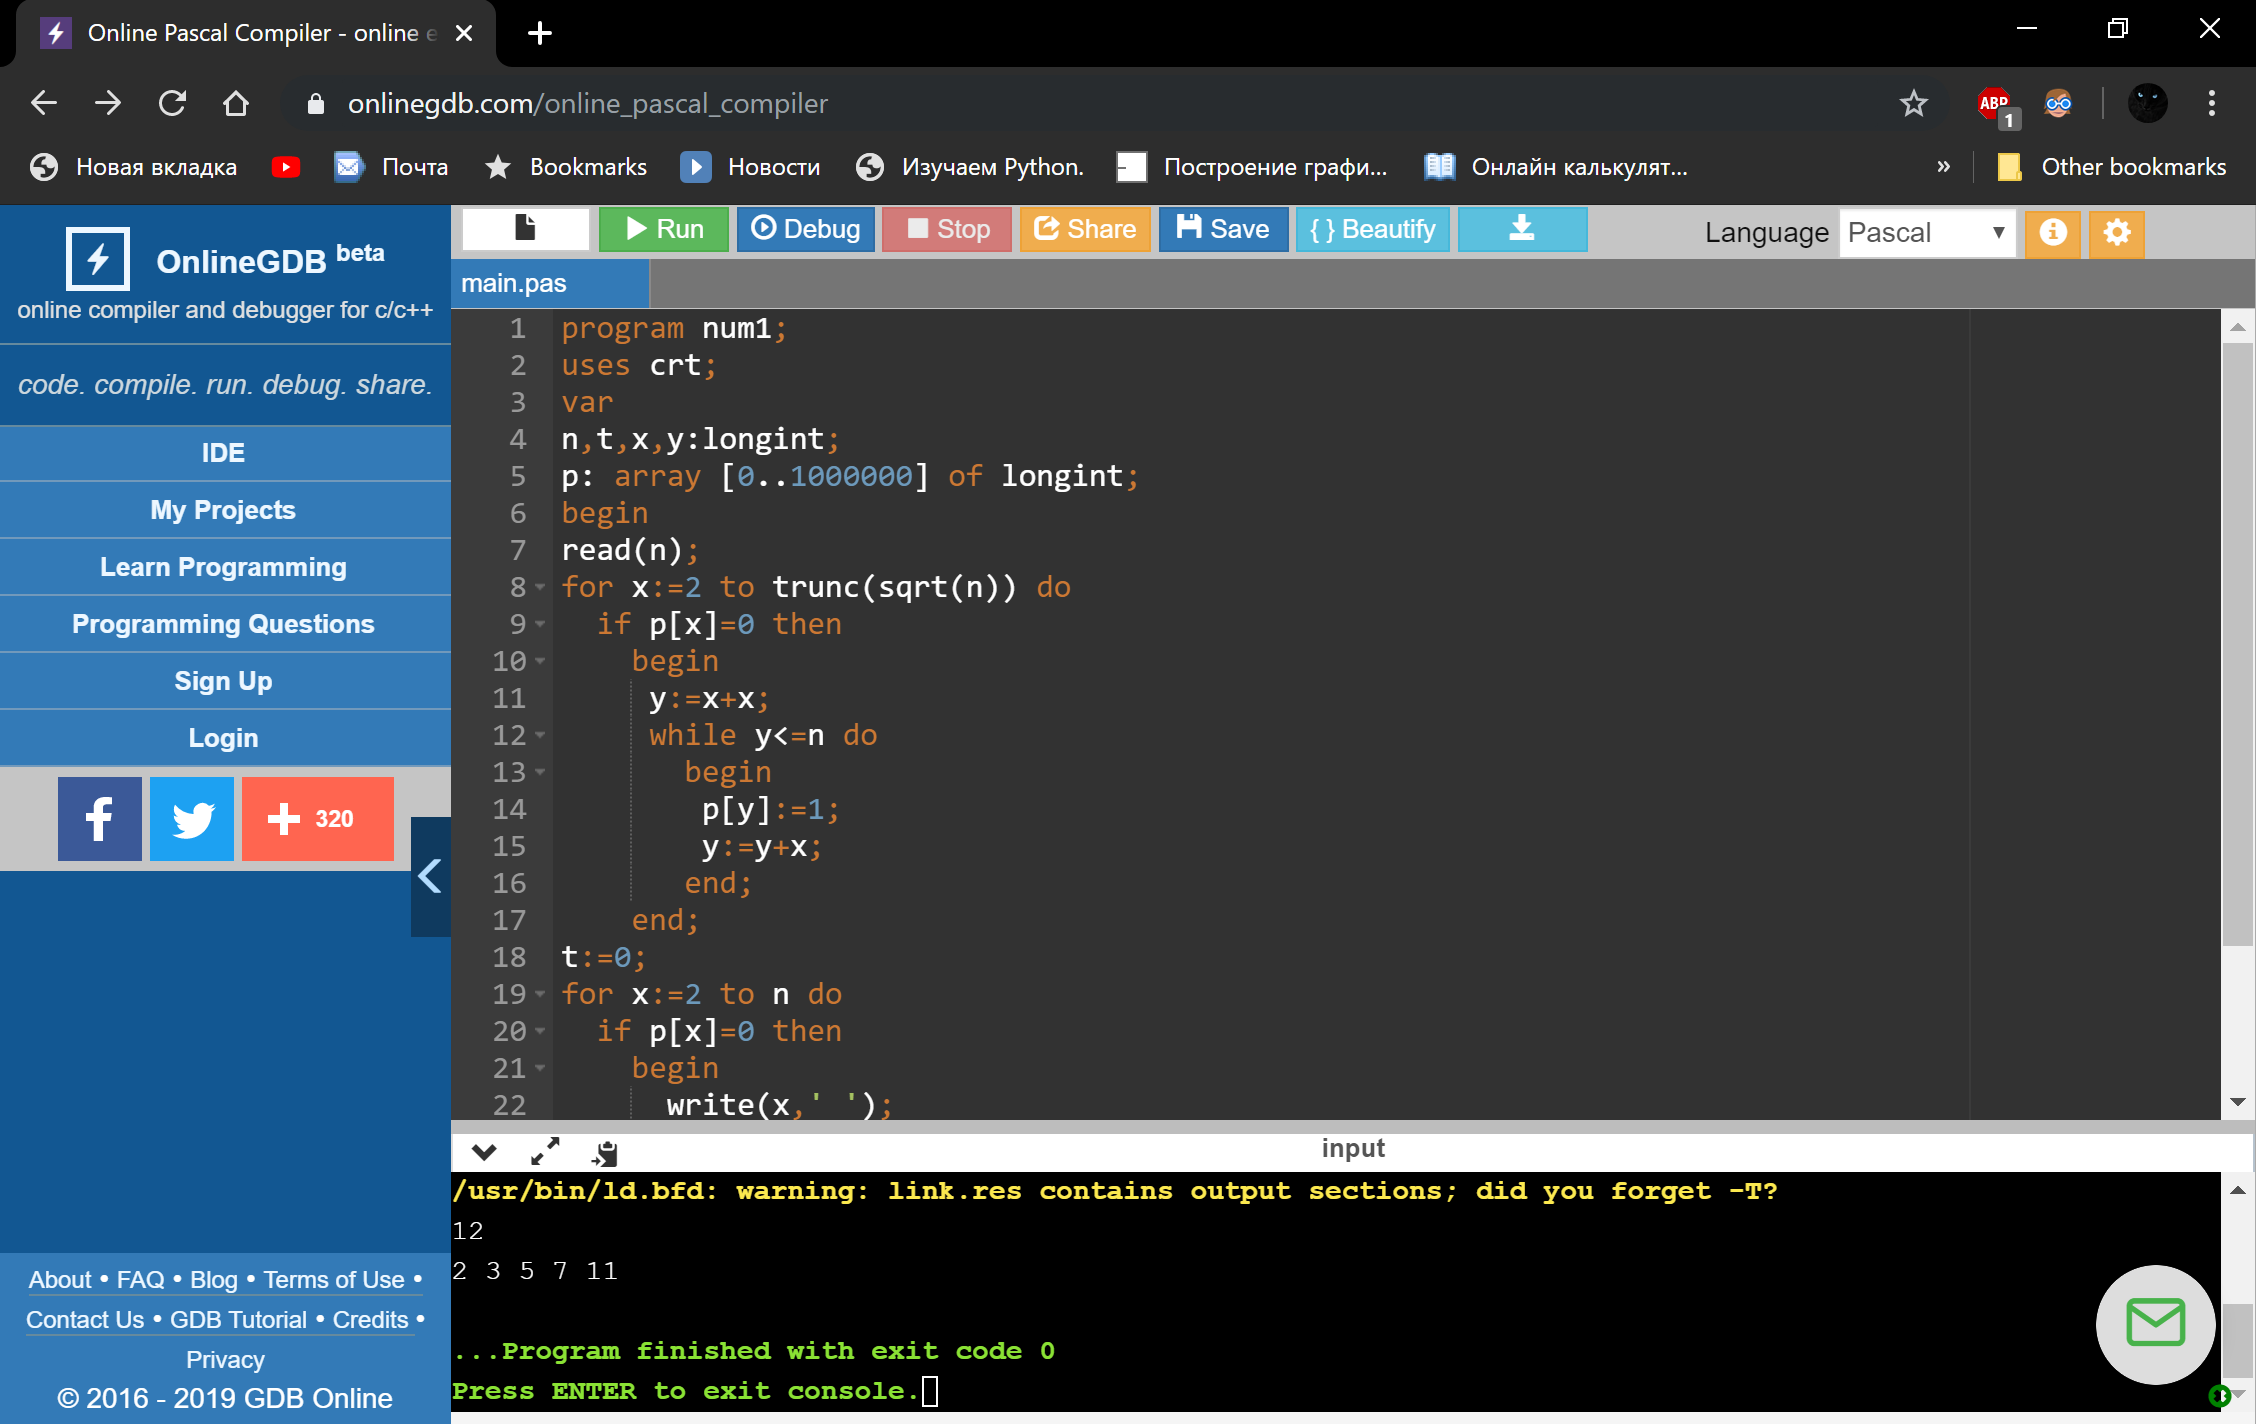 Online Pascal Compiler - online e
onlinegdb.com/online_pascal_compiler
ABP 1
Новая вкладка Почта Bookmarks Новости Изучаем Python. Построение графи... Онлайн калькулят... » Other bookmarks
OnlineGDB beta
online compiler and debugger for c/c++
code. compile. run. debug. share.
IDE
My Projects
Learn Programming
Programming Questions
Sign Up
Login
320
About • FAQ • Blog • Terms of Use •
Contact Us • GDB Tutorial • Credits •
Privacy
© 2016 - 2019 GDB Online
Run Debug Stop Share Save { } Beautify Language Pascal
main.pas
1 program num1;
2 uses crt;
3 var
4 n,t,x,y:longint;
5 p: array [0..1000000] of longint;
6 begin
7 read(n);
8 for x:=2 to trunc(sqrt(n)) do
9 if p[x]=0 then
10 begin
11 y:=x+x;
12 while y<=n do
13 begin
14 p[y]:=1;
15 y:=y+x;
16 end;
17 end;
18 t:=0;
19 for x:=2 to n do
20 if p[x]=0 then
21 begin
22 write(x,' ');
input
/usr/bin/ld.bfd: warning: link.res contains output sections; did you forget -T?
12
2 3 5 7 11
...Program finished with exit code 0
Press ENTER to exit console.